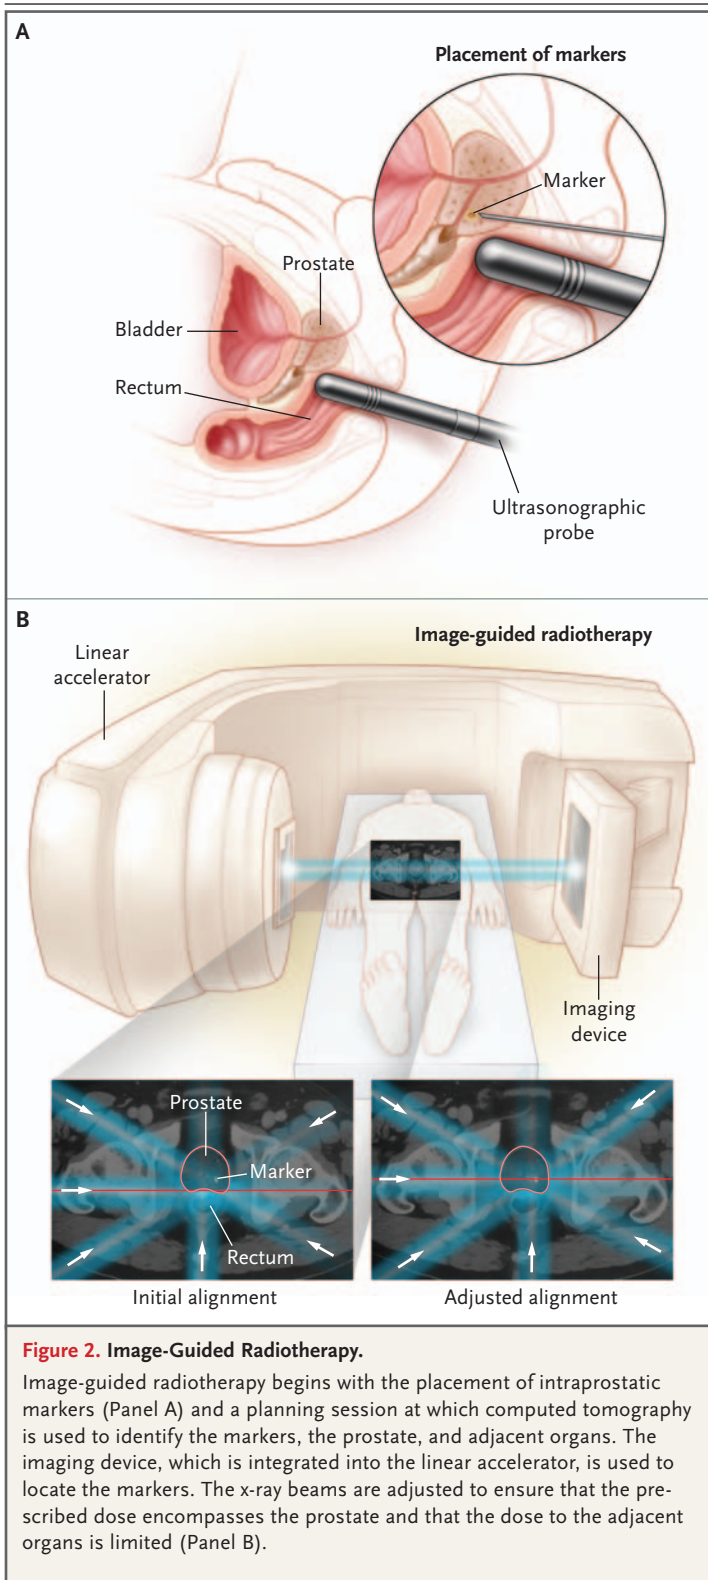 A
Placement of markers
Marker
Prostate
Bladder
Rectum
Ultrasonographic
probe
B
Image-guided radiotherapy
Linear
accelerator
Imaging
device
Prostate
Marker
Rectum
Initial alignment
Adjusted alignment
Figure 2. Image-Guided Radiotherapy.
Image-guided radiotherapy begins with the placement of intraprostatic
markers (Panel A) and a planning session at which computed tomography
is used to identify the markers, the prostate, and adjacent organs. The
imaging device, which is integrated into the linear accelerator, is used to
locate the markers. The x-ray beams are adjusted to ensure that the pre-
scribed dose encompasses the prostate and that the dose to the adjacent
organs is limited (Panel B).